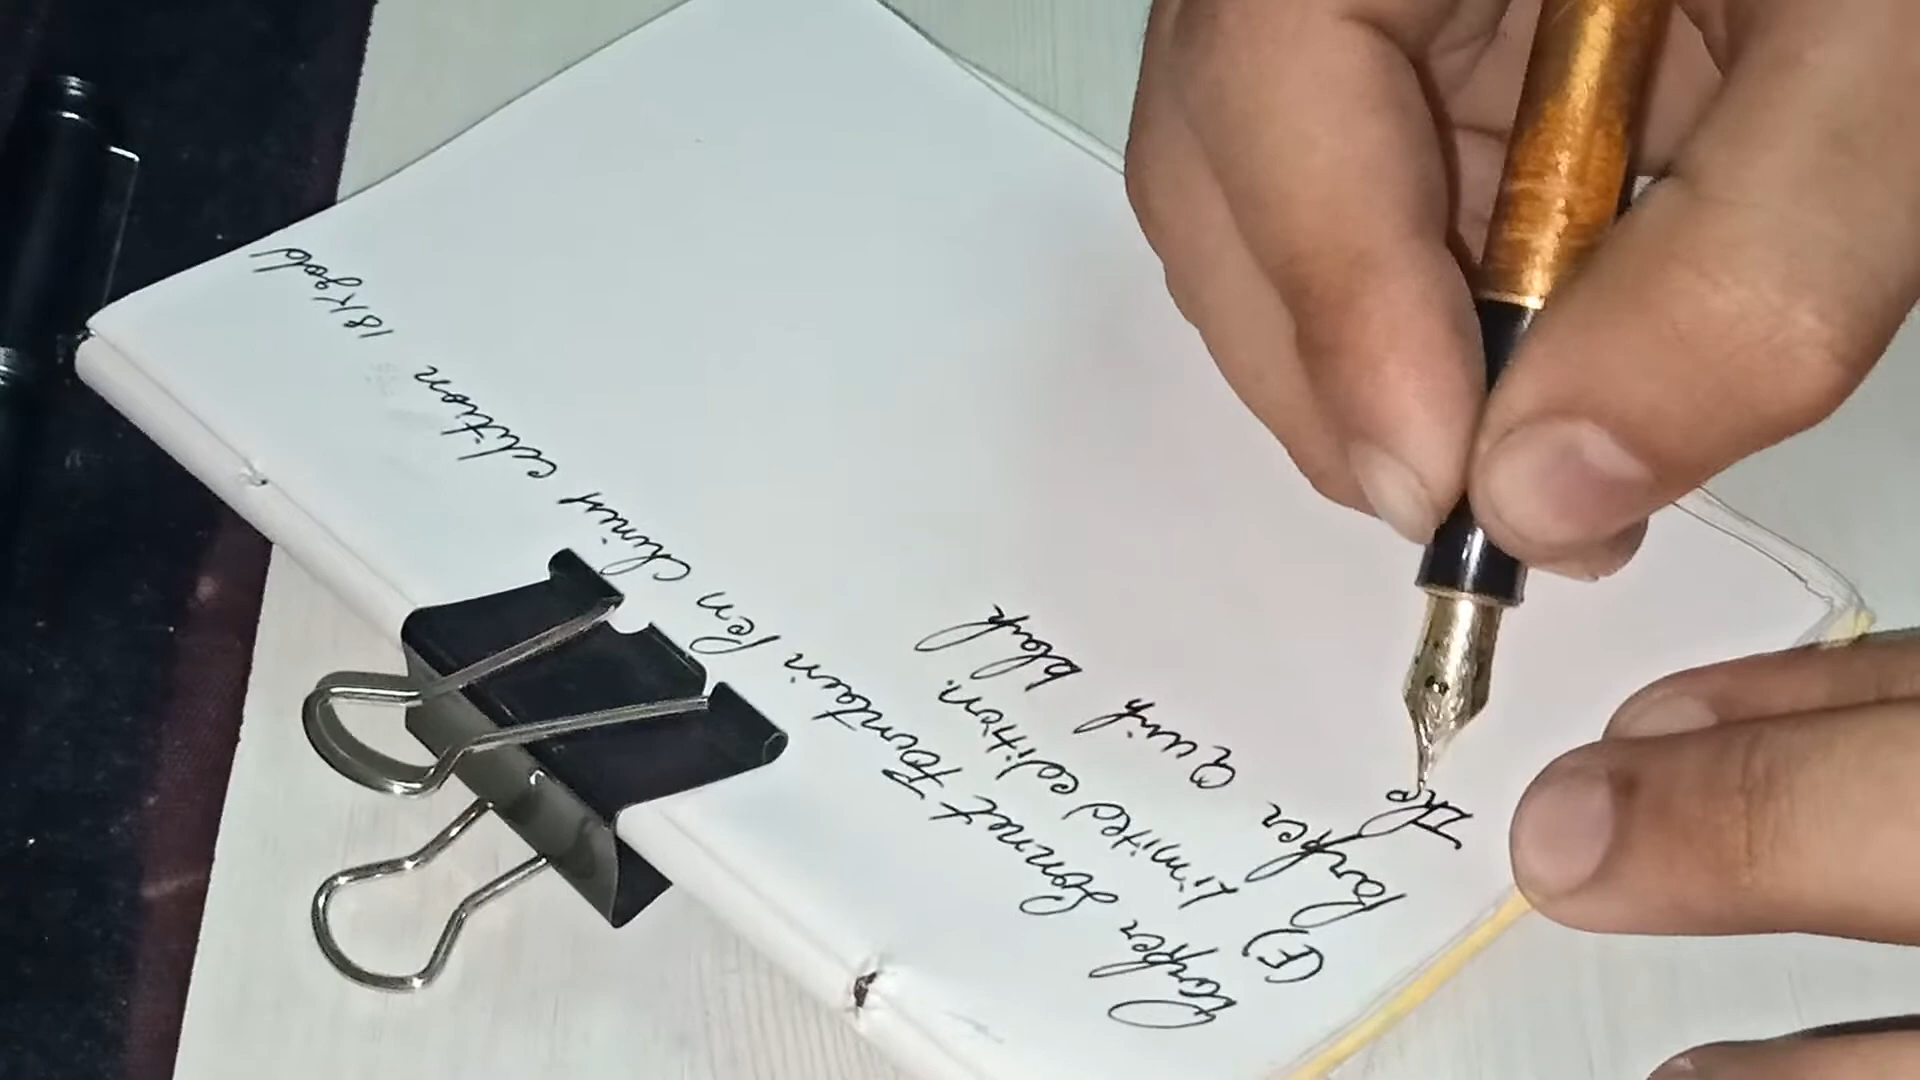 Parker Sonnet Fountain Pen chinese edition 18K gold
(F) Limited edition.
Parker Quink black
The